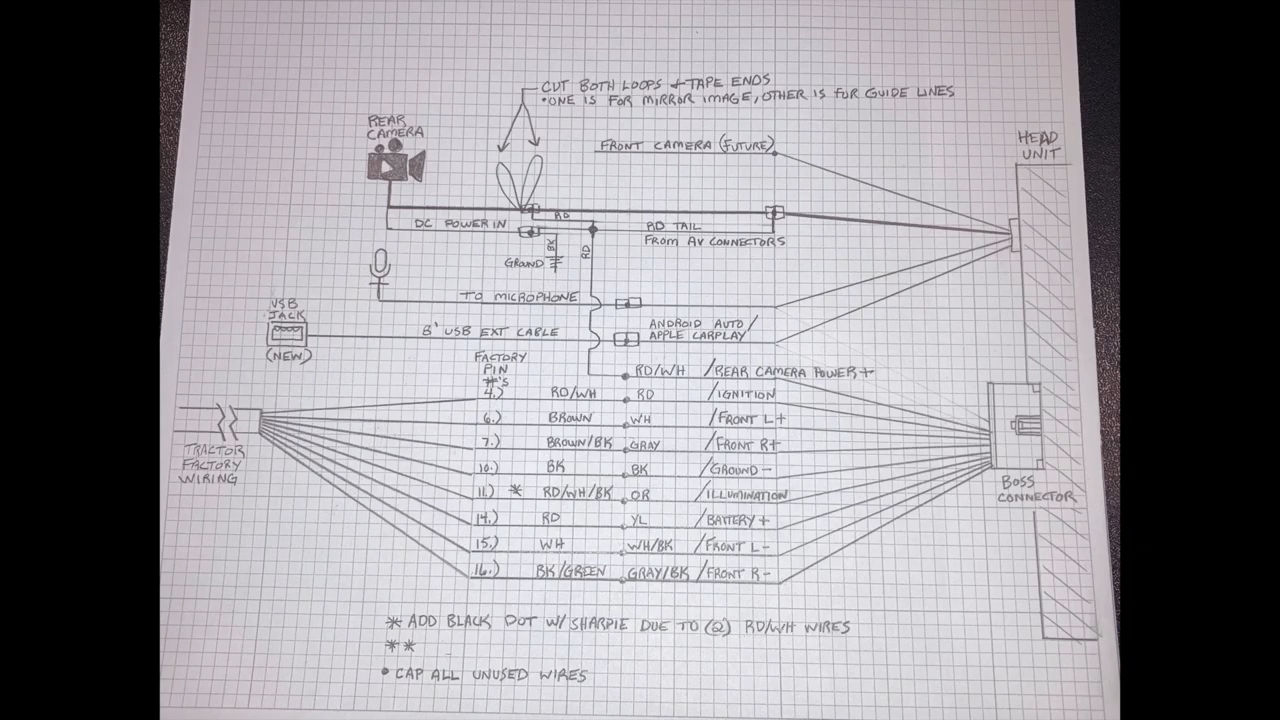 CUT BOTH LOOPS & TAPE ENDS
• ONE IS FOR MIRROR IMAGE, OTHER IS FOR GUIDE LINES
REAR
CAMERA
FRONT CAMERA (FUTURE)
HEAD
UNIT
DC POWER IN
RD
RD TAIL
FROM AV CONNECTORS
BK
RD
GROUND
TO MICROPHONE
USB
JACK
(NEW)
8' USB EXT CABLE
ANDROID AUTO/
APPLE CARPLAY
FACTORY
PIN
#'S
RD/WH /REAR CAMERA POWER+
4.) RD/WH RD /IGNITION
6.) BROWN WH /FRONT L+
7.) BROWN/BK GRAY /FRONT R+
10.) BK BK /GROUND -
11.) * RD/WH/BK OR /ILLUMINATION
14.) RD YL /BATTERY +
15.) WH WH/BK /FRONT L-
16.) BK/GREEN GRAY/BK /FRONT R-
TRACTOR
FACTORY
WIRING
BOSS
CONNECTOR
* ADD BLACK DOT W/ SHARPIE DUE TO (2) RD/WH WIRES
**
• CAP ALL UNUSED WIRES